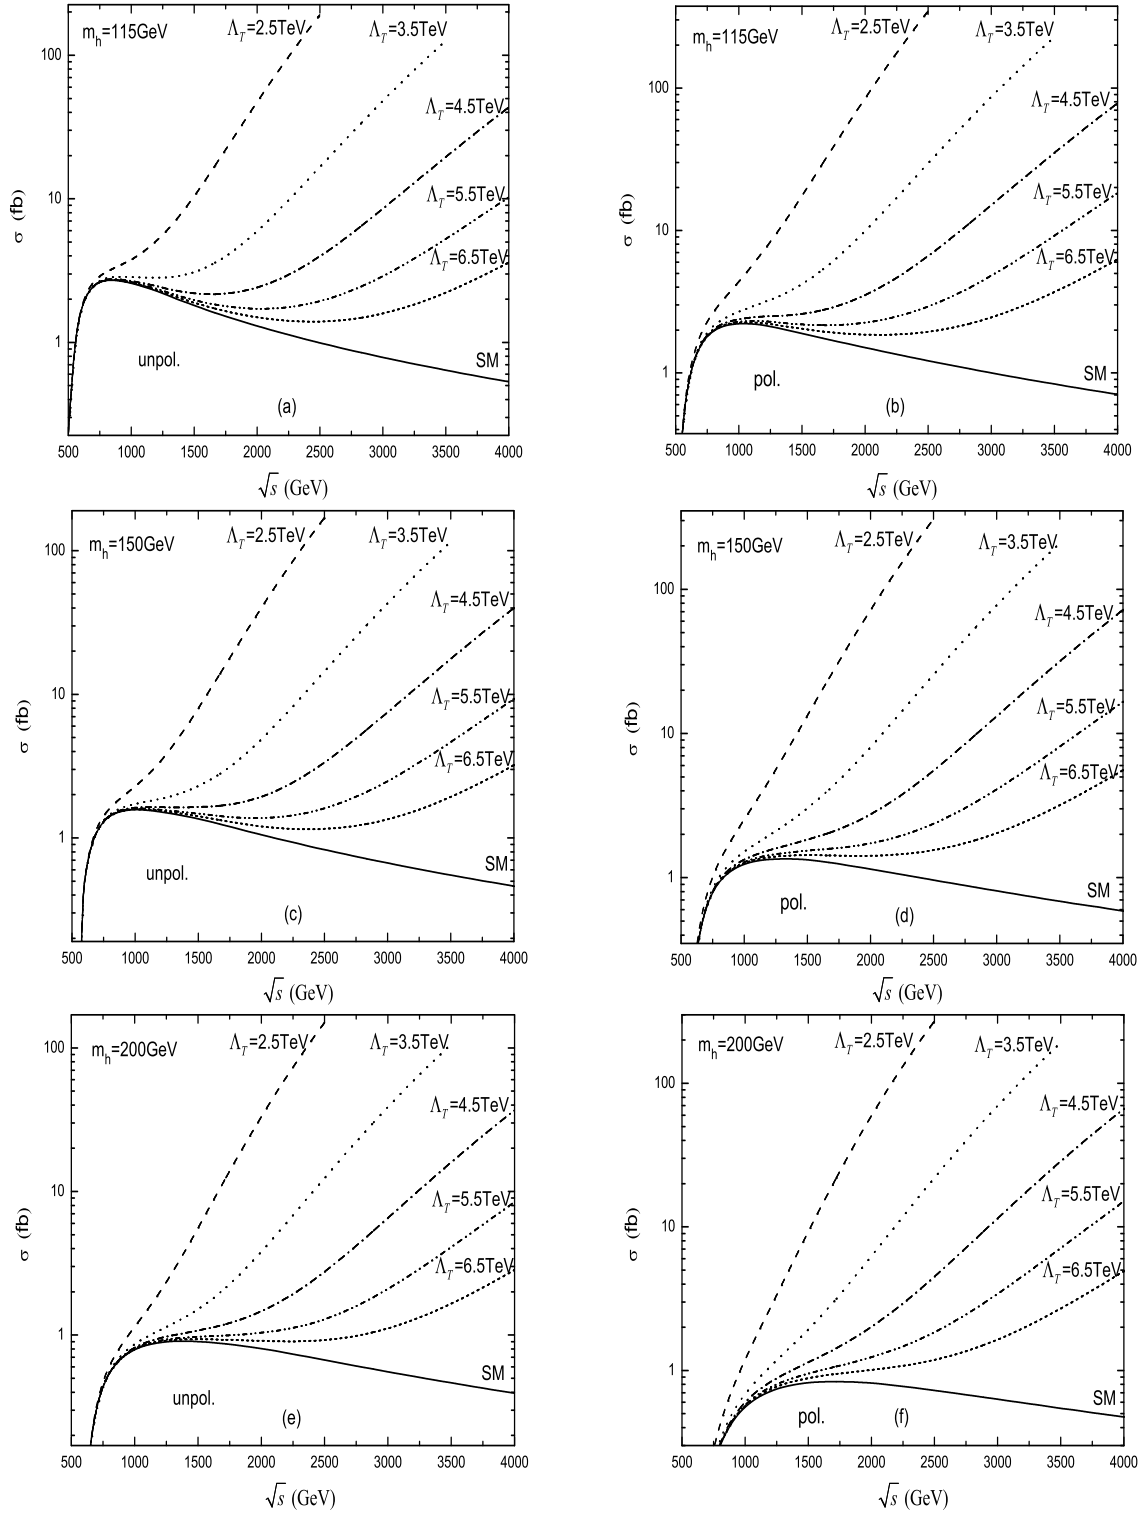 m_h=115GeV
Λ_T=2.5TeV
Λ_T=3.5TeV
Λ_T=4.5TeV
Λ_T=5.5TeV
Λ_T=6.5TeV
SM
unpol.
(a)
100
10
1
σ (fb)
500 1000 1500 2000 2500 3000 3500 4000
√s (GeV)
m_h=115GeV
Λ_T=2.5TeV
Λ_T=3.5TeV
Λ_T=4.5TeV
Λ_T=5.5TeV
Λ_T=6.5TeV
SM
pol.
(b)
100
10
1
σ (fb)
500 1000 1500 2000 2500 3000 3500 4000
√s (GeV)
m_h=150GeV
Λ_T=2.5TeV
Λ_T=3.5TeV
Λ_T=4.5TeV
Λ_T=5.5TeV
Λ_T=6.5TeV
SM
unpol.
(c)
100
10
1
σ (fb)
500 1000 1500 2000 2500 3000 3500 4000
√s (GeV)
m_h=150GeV
Λ_T=2.5TeV
Λ_T=3.5TeV
Λ_T=4.5TeV
Λ_T=5.5TeV
Λ_T=6.5TeV
SM
pol.
(d)
100
10
1
σ (fb)
500 1000 1500 2000 2500 3000 3500 4000
√s (GeV)
m_h=200GeV
Λ_T=2.5TeV
Λ_T=3.5TeV
Λ_T=4.5TeV
Λ_T=5.5TeV
Λ_T=6.5TeV
SM
unpol.
(e)
100
10
1
σ (fb)
500 1000 1500 2000 2500 3000 3500 4000
√s (GeV)
m_h=200GeV
Λ_T=2.5TeV
Λ_T=3.5TeV
Λ_T=4.5TeV
Λ_T=5.5TeV
Λ_T=6.5TeV
SM
pol.
(f)
100
10
1
σ (fb)
500 1000 1500 2000 2500 3000 3500 4000
√s (GeV)